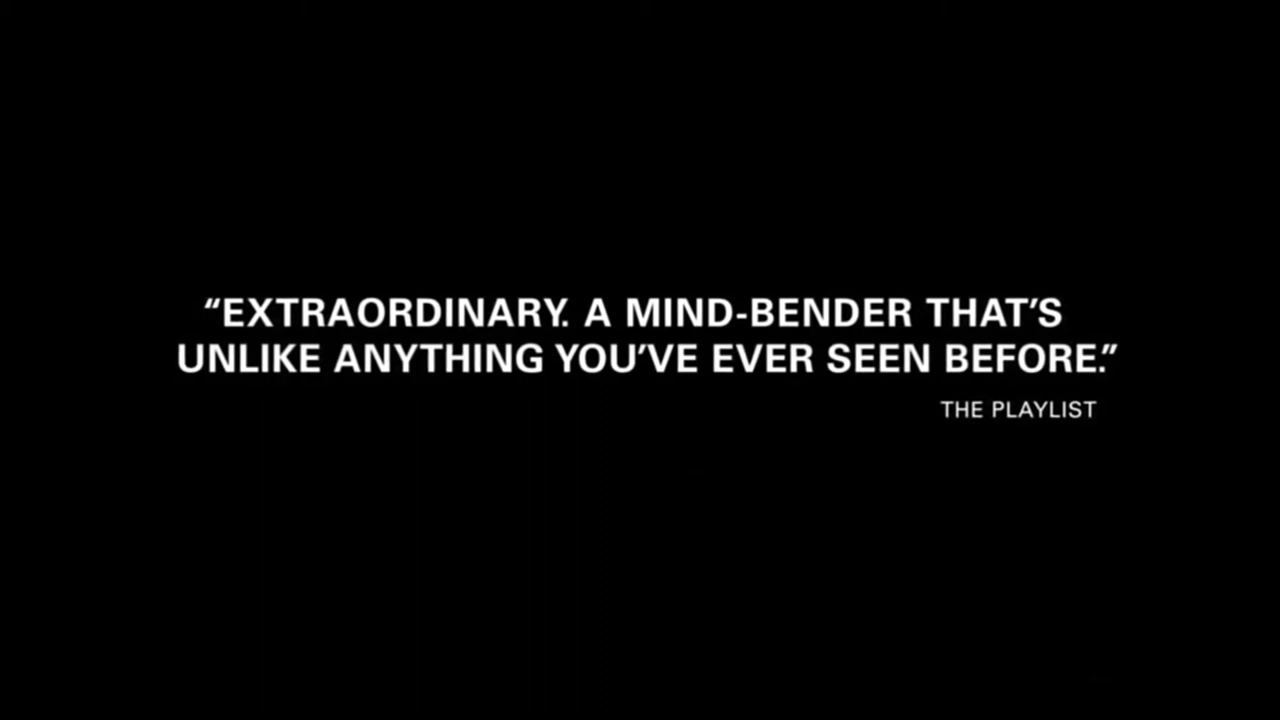 “EXTRAORDINARY. A MIND-BENDER THAT’S
UNLIKE ANYTHING YOU’VE EVER SEEN BEFORE.”
THE PLAYLIST